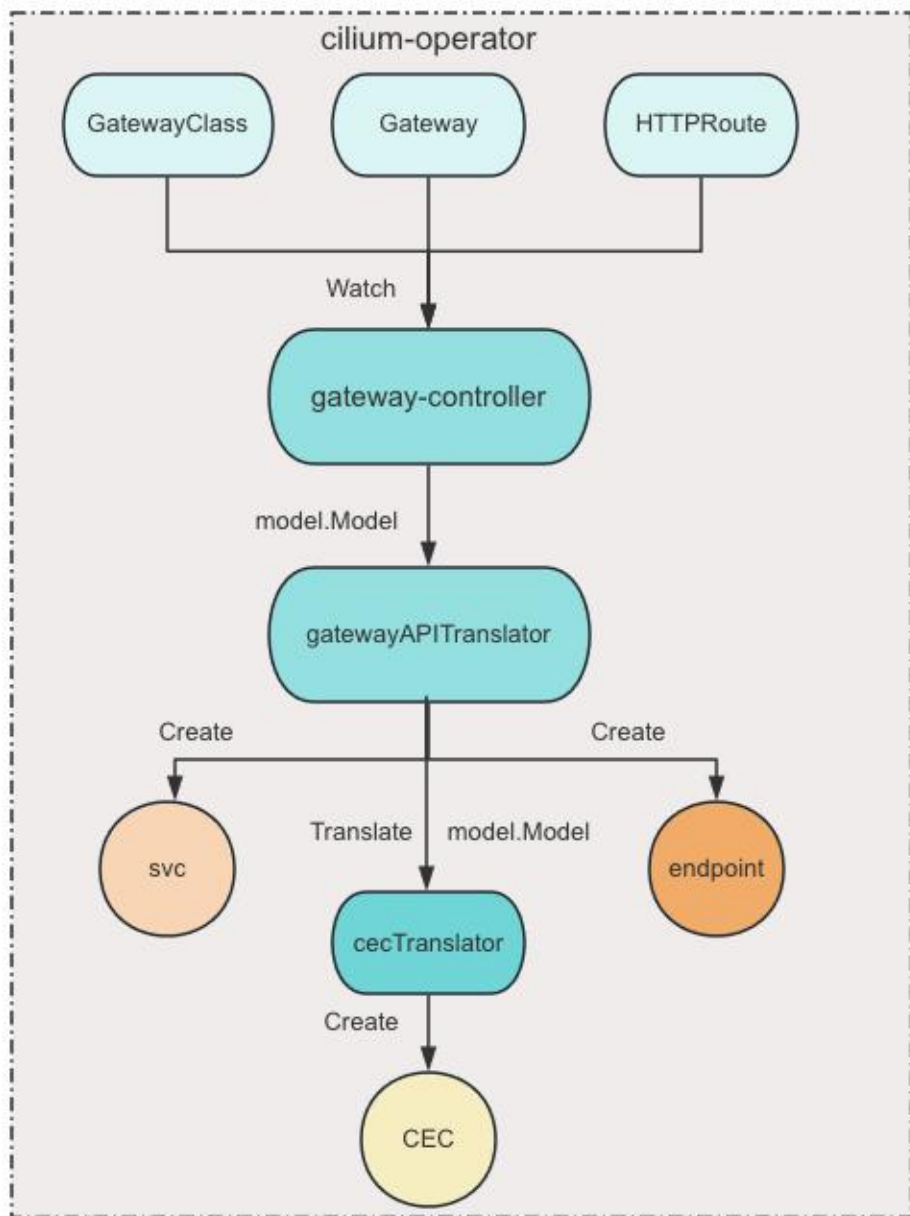 cilium-operator
GatewayClass
Gateway
HTTPRoute
Watch
gateway-controller
model.Model
gatewayAPITranslator
Create
Create
svc
Translate
model.Model
endpoint
cecTranslator
Create
CEC